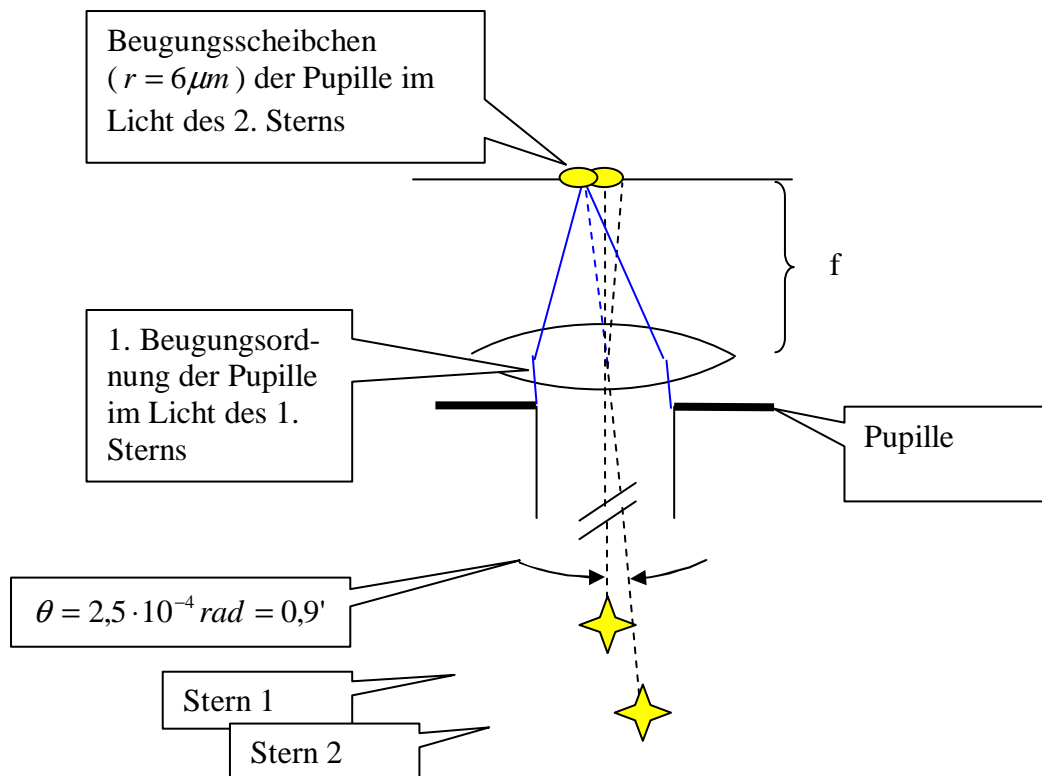 Beugungsscheibchen
( r = 6μm ) der Pupille im
Licht des 2. Sterns
f
1. Beugungsord-
nung der Pupille
im Licht des 1.
Sterns
Pupille
θ = 2,5 · 10⁻⁴ rad = 0,9'
Stern 1
Stern 2